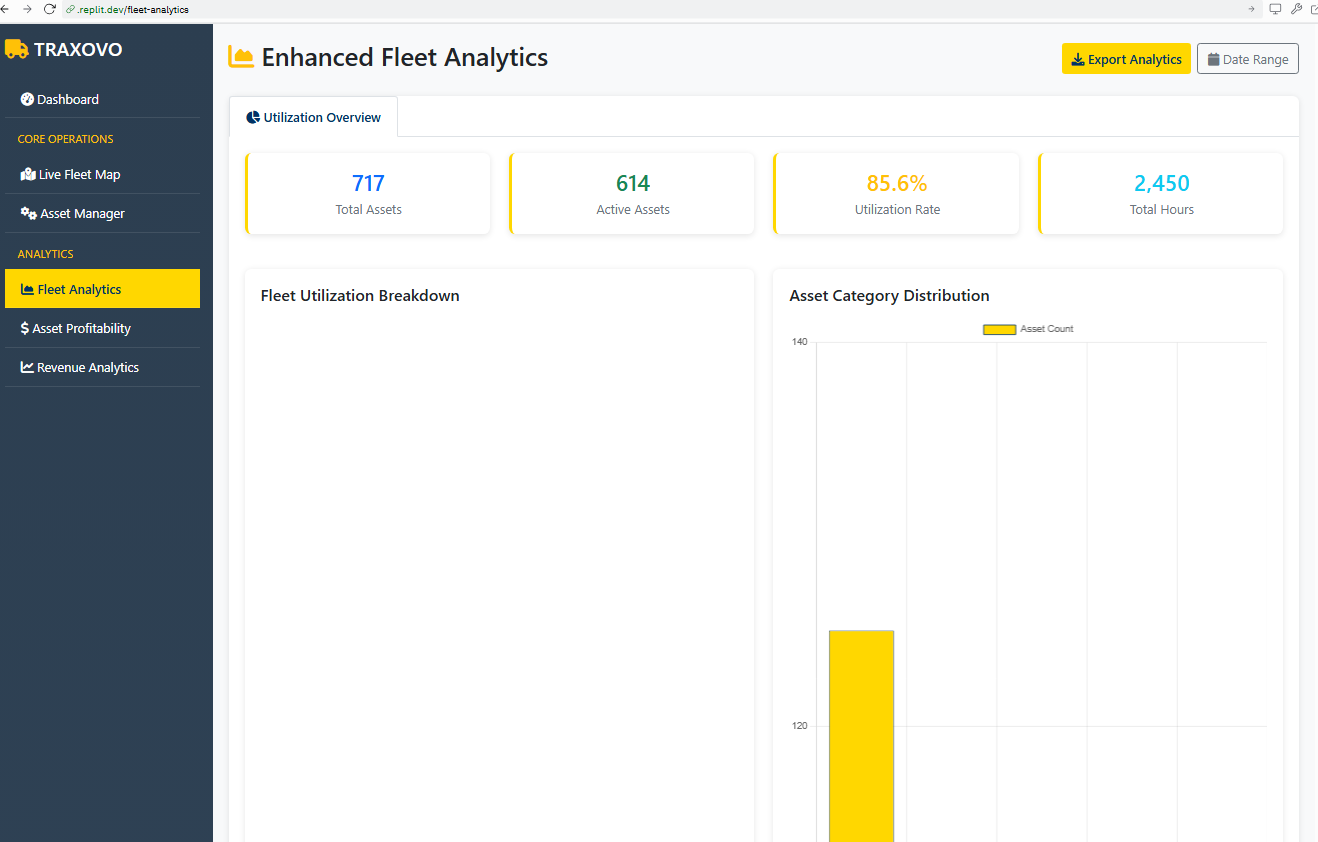 .replit.dev/fleet-analytics
TRAXOVO
Dashboard
CORE OPERATIONS
Live Fleet Map
Asset Manager
ANALYTICS
Fleet Analytics
Asset Profitability
Revenue Analytics
Enhanced Fleet Analytics
Export Analytics
Date Range
Utilization Overview
717
Total Assets
614
Active Assets
85.6%
Utilization Rate
2,450
Total Hours
Fleet Utilization Breakdown
Asset Category Distribution
Asset Count
140
120